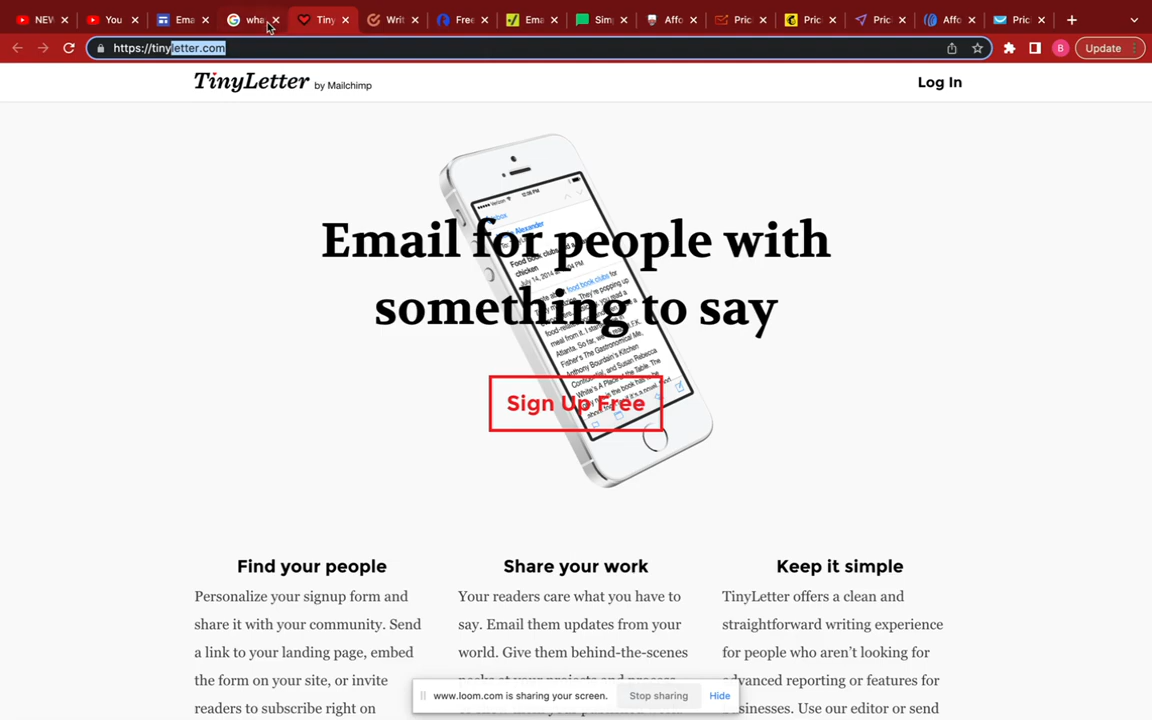 NEW
You
Ema
wha
Tiny
Writ
Free
Ema
Simp
Affo
Pric
Pric
Pric
Affo
Pric
https://tinyletter.com
B
Update
TinyLetter by Mailchimp
Log In
Email for people with
something to say
Sign Up Free
Find your people
Personalize your signup form and
share it with your community. Send
a link to your landing page, embed
the form on your site, or invite
readers to subscribe right on
Share your work
Your readers care what you have to
say. Email them updates from your
world. Give them behind-the-scenes
Keep it simple
TinyLetter offers a clean and
straightforward writing experience
for people who aren't looking for
advanced reporting or features for
businesses. Use our editor or send
www.loom.com is sharing your screen.
Stop sharing
Hide